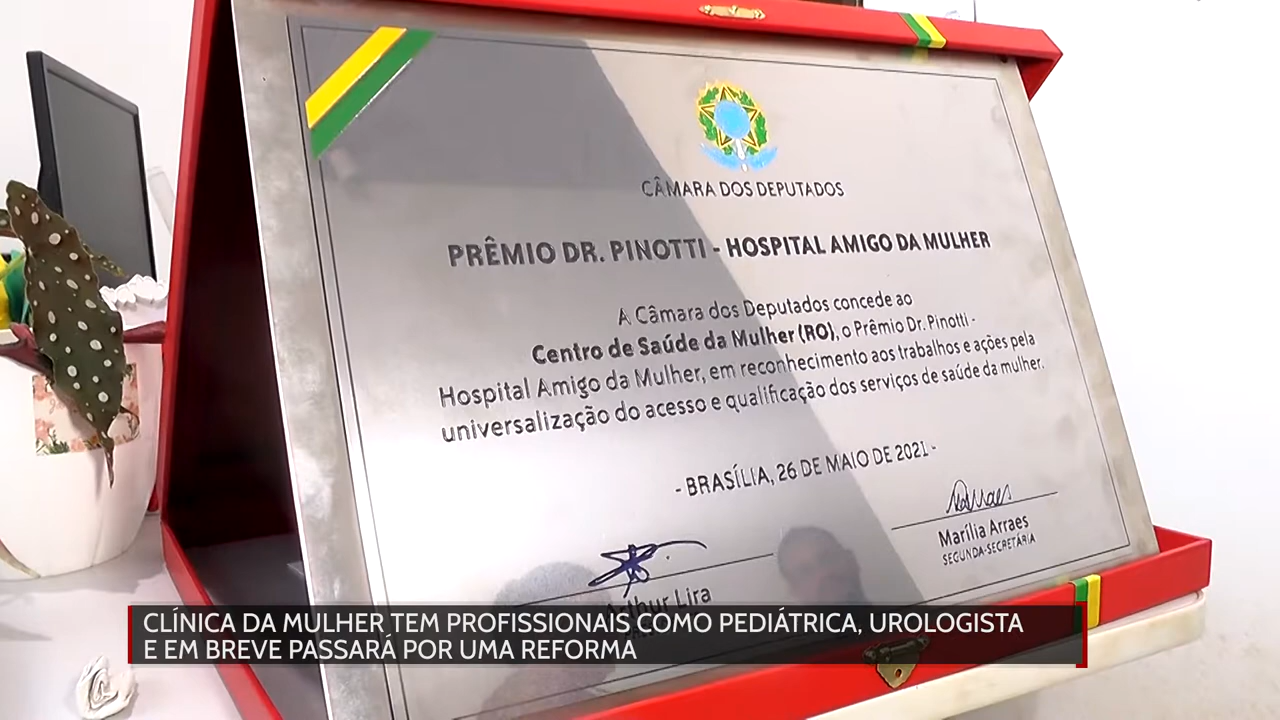 CÂMARA DOS DEPUTADOS
PRÊMIO DR. PINOTTI - HOSPITAL AMIGO DA MULHER
A Câmara dos Deputados concede ao
Centro de Saúde da Mulher (RO), o Prêmio Dr. Pinotti -
Hospital Amigo da Mulher, em reconhecimento aos trabalhos e ações pela
universalização do acesso e qualificação dos serviços de saúde da mulher.
- BRASÍLIA, 26 DE MAIO DE 2021 -
Marília Arraes
SEGUNDA-SECRETÁRIA
Arthur Lira
CLÍNICA DA MULHER TEM PROFISSIONAIS COMO PEDIÁTRICA, UROLOGISTA
E EM BREVE PASSARÁ POR UMA REFORMA